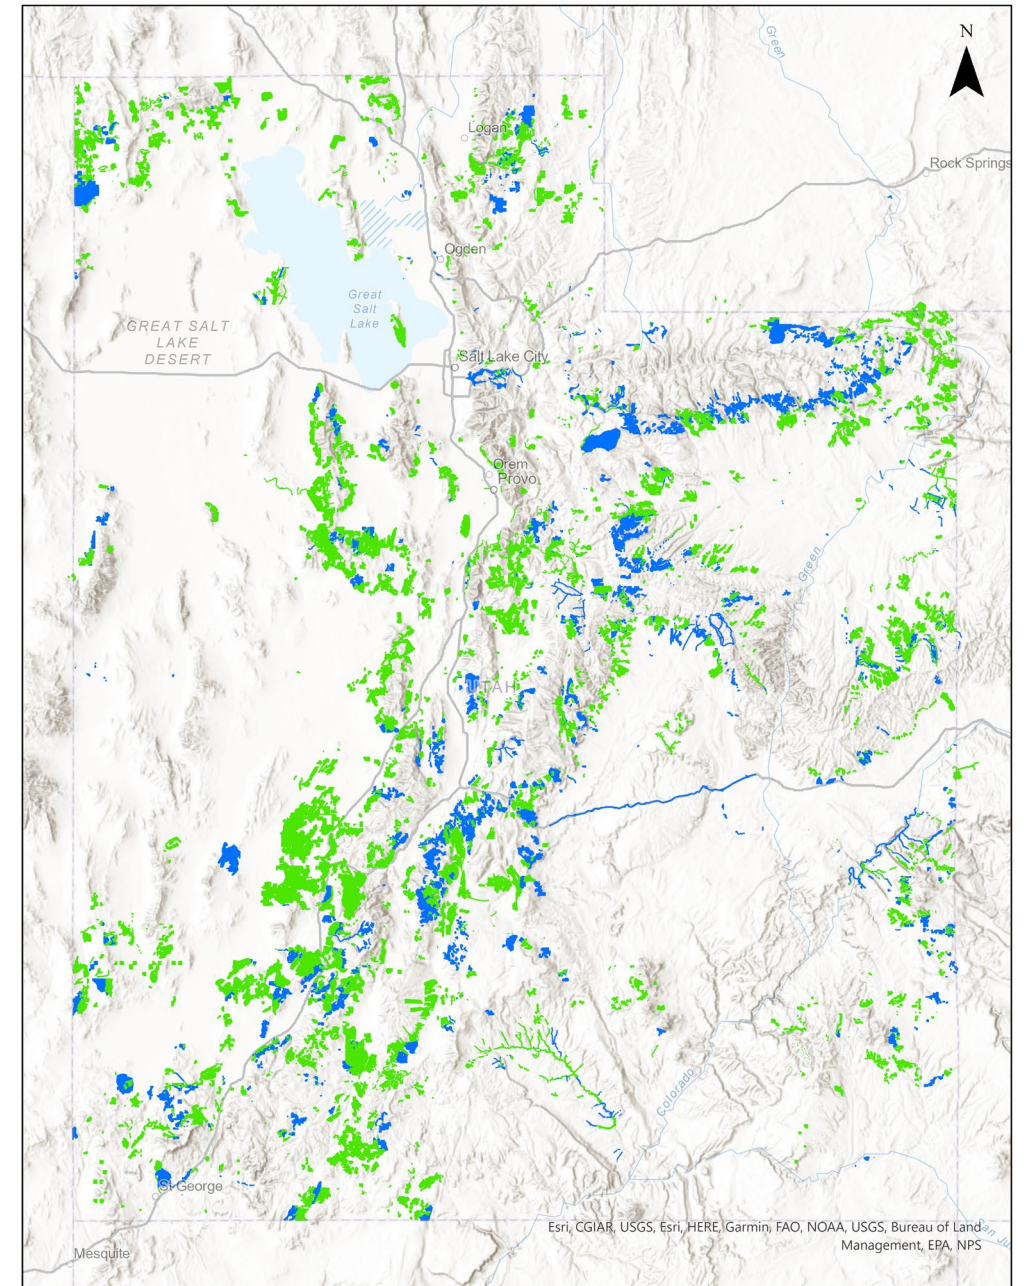 N
Green
Logan
Rock Springs
Ogden
Great
Salt
Lake
GREAT SALT
LAKE
DESERT
Salt Lake City
Orem
Provo
Green
UTAH
Colorado
St George
Esri, CGIAR, USGS, Esri, HERE, Garmin, FAO, NOAA, USGS, Bureau of Land
Management, EPA, NPS
San Ju
Mesquite